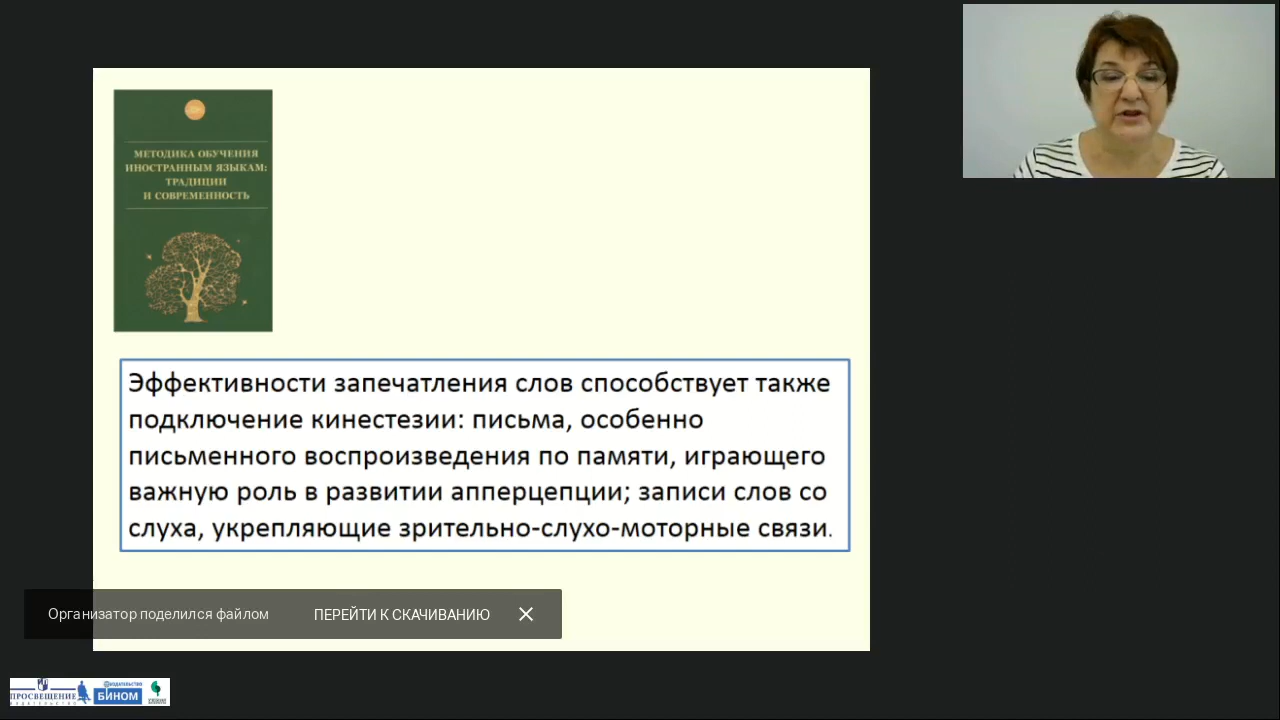 МЕТОДИКА ОБУЧЕНИЯ
ИНОСТРАННЫМ ЯЗЫКАМ:
ТРАДИЦИИ
И СОВРЕМЕННОСТЬ
Эффективности запечатления слов способствует также
подключение кинестезии: письма, особенно
письменного воспроизведения по памяти, играющего
важную роль в развитии апперцепции; записи слов со
слуха, укрепляющие зрительно-слухо-моторные связи.
Организатор поделился файлом ПЕРЕЙТИ К СКАЧИВАНИЮ
ПРОСВЕЩЕНИЕ
ИЗДАТЕЛЬСТВО
ИЗДАТЕЛЬСТВО
БИНОМ